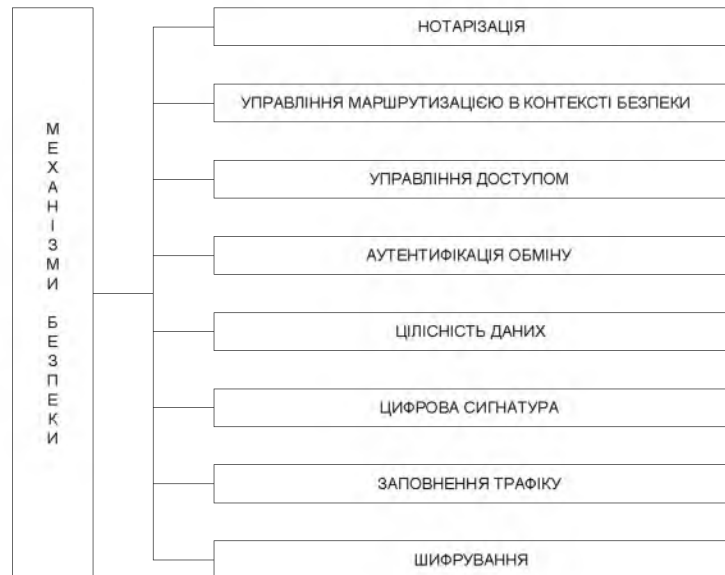 МЕХАНІЗМИ БЕЗПЕКИ
НОТАРІЗАЦІЯ
УПРАВЛІННЯ МАРШРУТИЗАЦІЄЮ В КОНТЕКСТІ БЕЗПЕКИ
УПРАВЛІННЯ ДОСТУПОМ
АУТЕНТИФІКАЦІЯ ОБМІНУ
ЦІЛІСНІСТЬ ДАНИХ
ЦИФРОВА СИГНАТУРА
ЗАПОВНЕННЯ ТРАФІКУ
ШИФРУВАННЯ